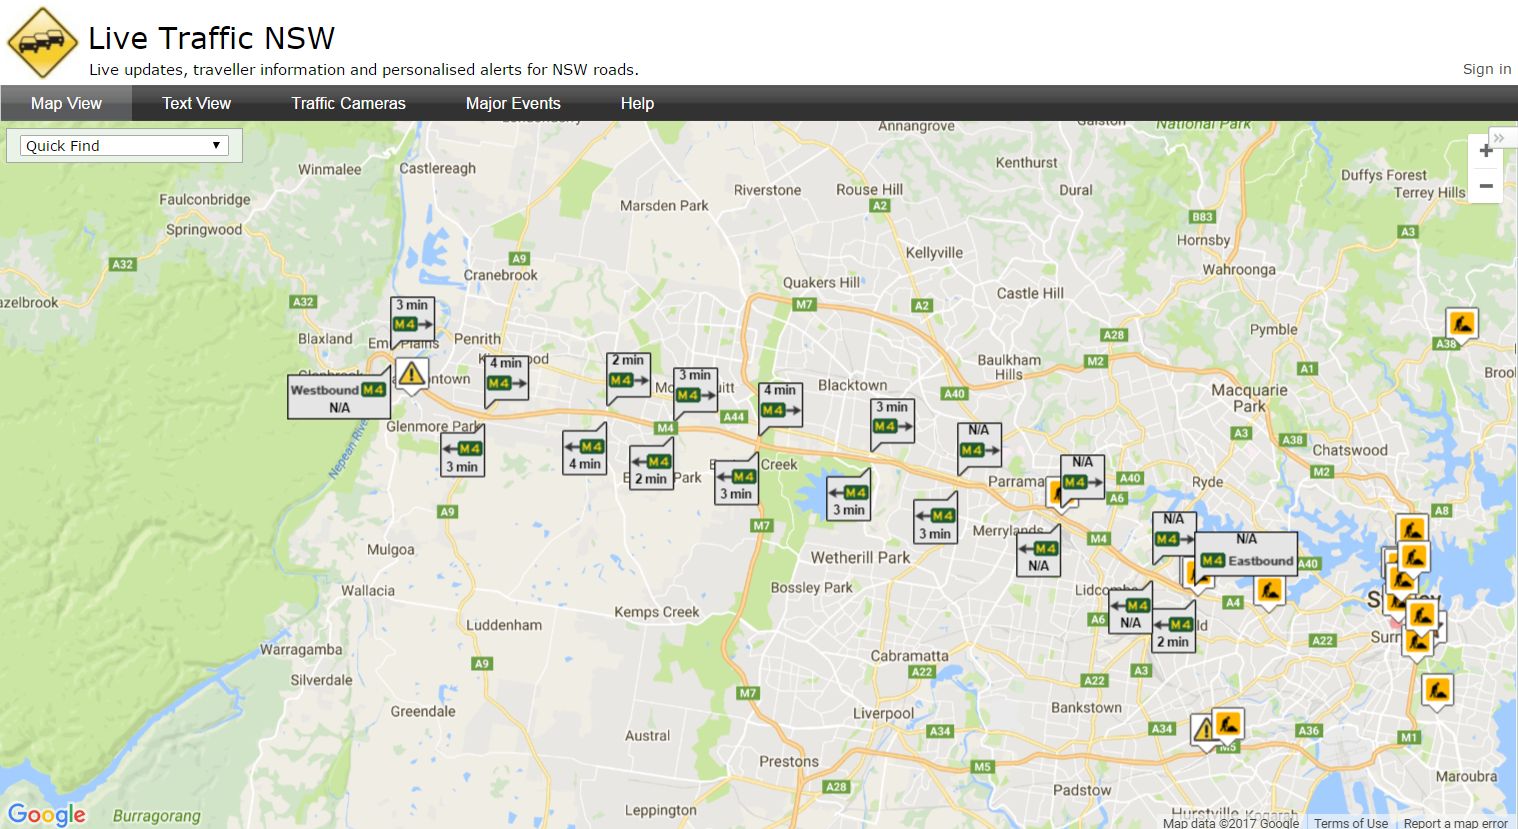 Live Traffic NSW
Live updates, traveller information and personalised alerts for NSW roads.
Sign in
Map View Text View Traffic Cameras Major Events Help
Quick Find
National Park
Annangrove
Winmalee
Castlereagh
Kenthurst
Duffys Forest
Riverstone
Rouse Hill
Dural
Terrey Hills
Faulconbridge
Marsden Park
A2
B83
Springwood
A3
Hornsby
Kellyville
A32
A9
Wahroonga
Cranebrook
Quakers Hill
Castle Hill
A32
M7
A2
3 min
M4
Blaxland
Penrith
Pymble
A28
A38
Baulkham
Hills
M2
A1
4 min
M4
2 min
M4
3 min
M4
4 min
M4
Blacktown
Macquarie
Park
Westbound M4
N/A
A40
3 min
M4
A44
Glenmore Park
M4
N/A
M4
A3
A38
Chatswood
M4
3 min
M4
4 min
M4
2 min
Park
Creek
M4
3 min
N/A
M4
A40
M2
Ryde
A6
Nepean River
M4
3 min
A9
M7
M4
3 min
Merrylands
N/A
M4
A8
Mulgoa
M4
N/A
M4
N/A
M4 Eastbound
A40
Wetherill Park
Wallacia
Bossley Park
A4
Kemps Creek
M4
N/A
A6
M4
2 min
Luddenham
A22
Warragamba
A9
Cabramatta
A22
A3
A22
Silverdale
M7
Bankstown
Greendale
Liverpool
A34
A34
A36
M1
Austral
M5
Prestons
M5
Maroubra
A28
Padstow
Leppington
Burragorang
Google
Map data ©2017 Google Terms of Use Report a map error